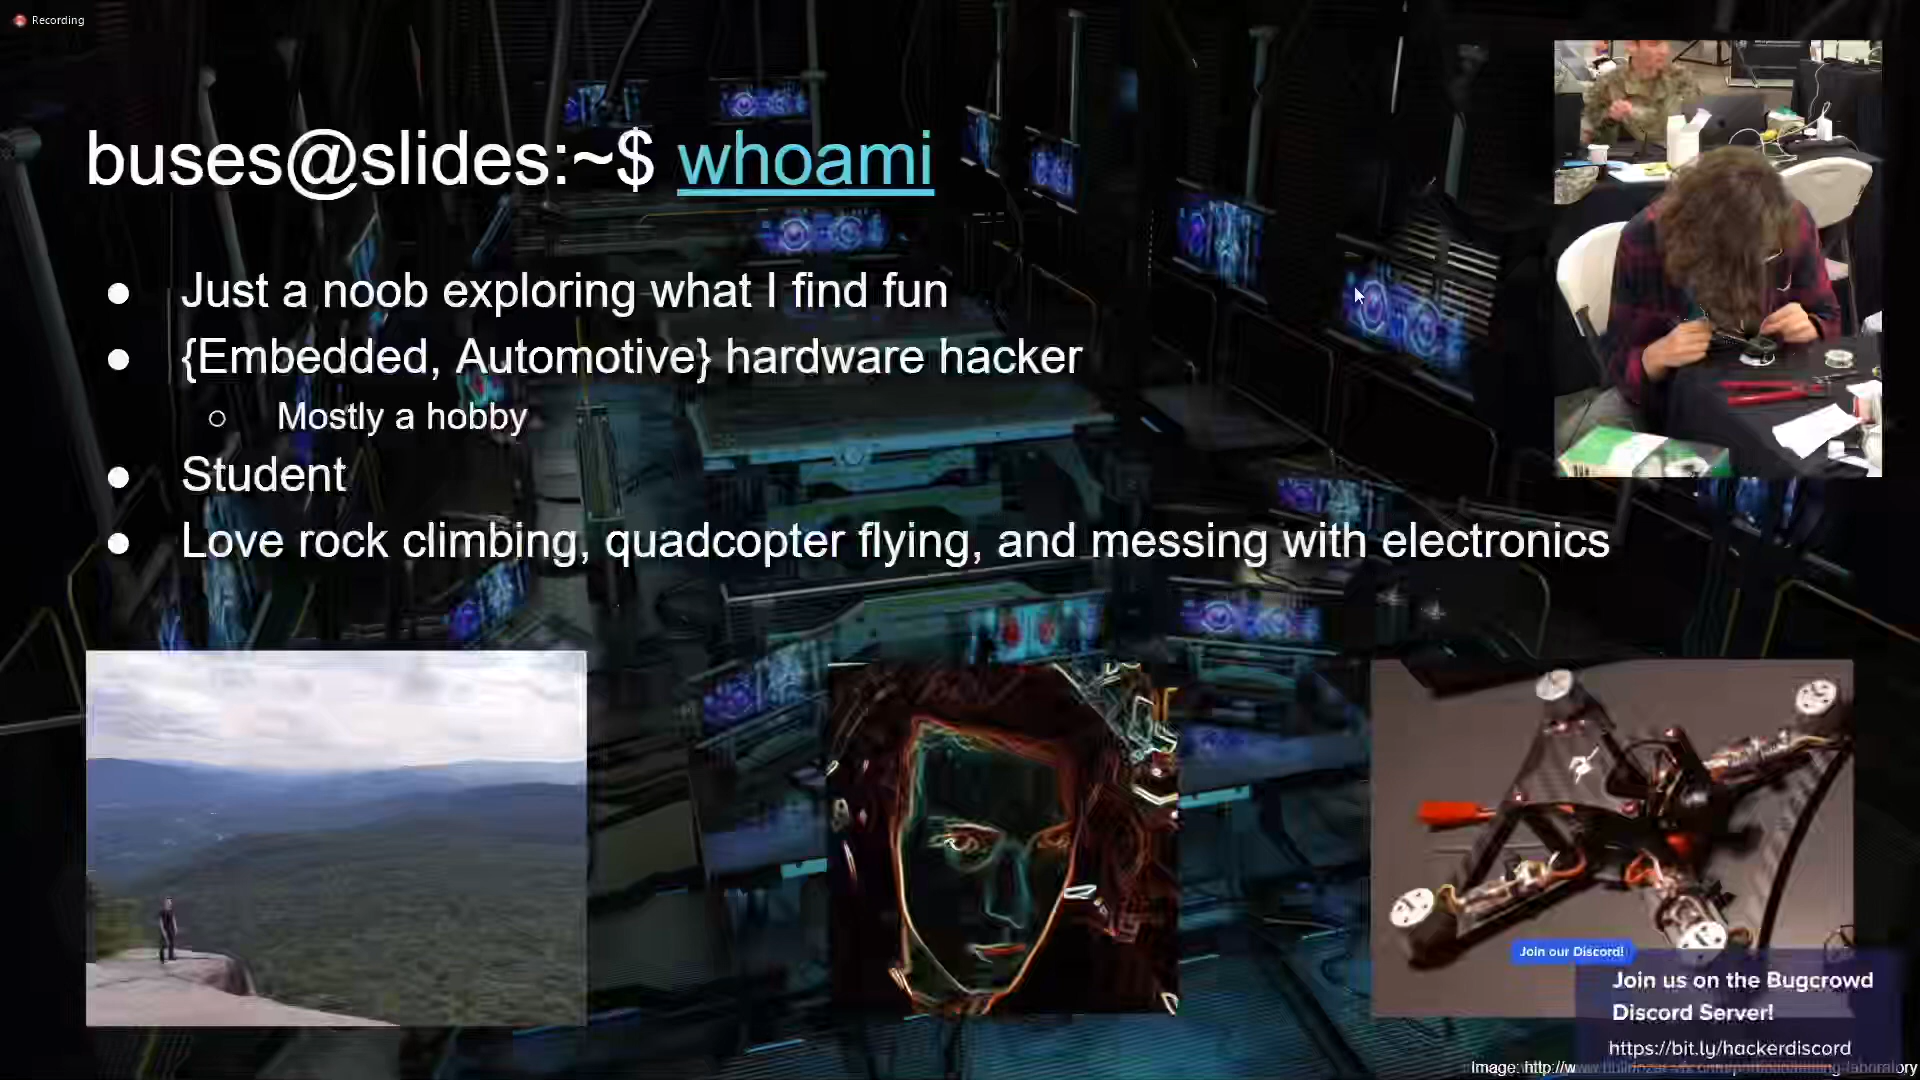 Recording
buses@slides:~$ whoami
● Just a noob exploring what I find fun
● {Embedded, Automotive} hardware hacker
○ Mostly a hobby
● Student
● Love rock climbing, quadcopter flying, and messing with electronics
Join our Discord!
Join us on the Bugcrowd
Discord Server!
https://bit.ly/hackerdiscord
Image: http://w